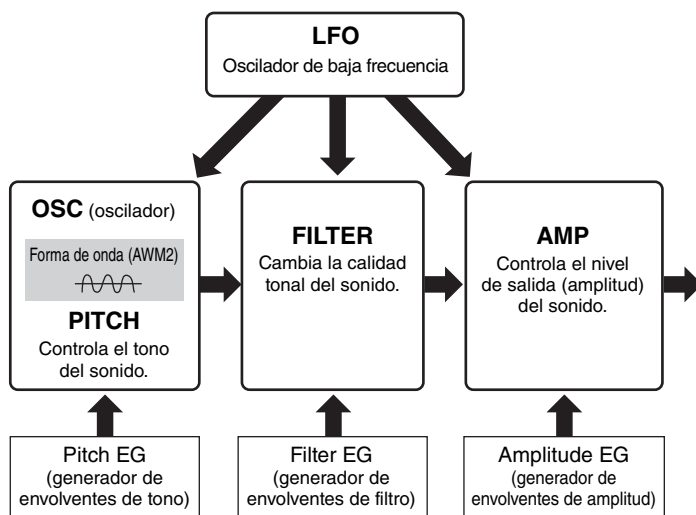 LFO
Oscilador de baja frecuencia
OSC (oscilador)
Forma de onda (AWM2)
PITCH
Controla el tono
del sonido.
FILTER
Cambia la calidad
tonal del sonido.
AMP
Controla el nivel
de salida (amplitud)
del sonido.
Pitch EG
(generador de
envolventes de tono)
Filter EG
(generador de
envolventes de filtro)
Amplitude EG
(generador de
envolventes de amplitud)